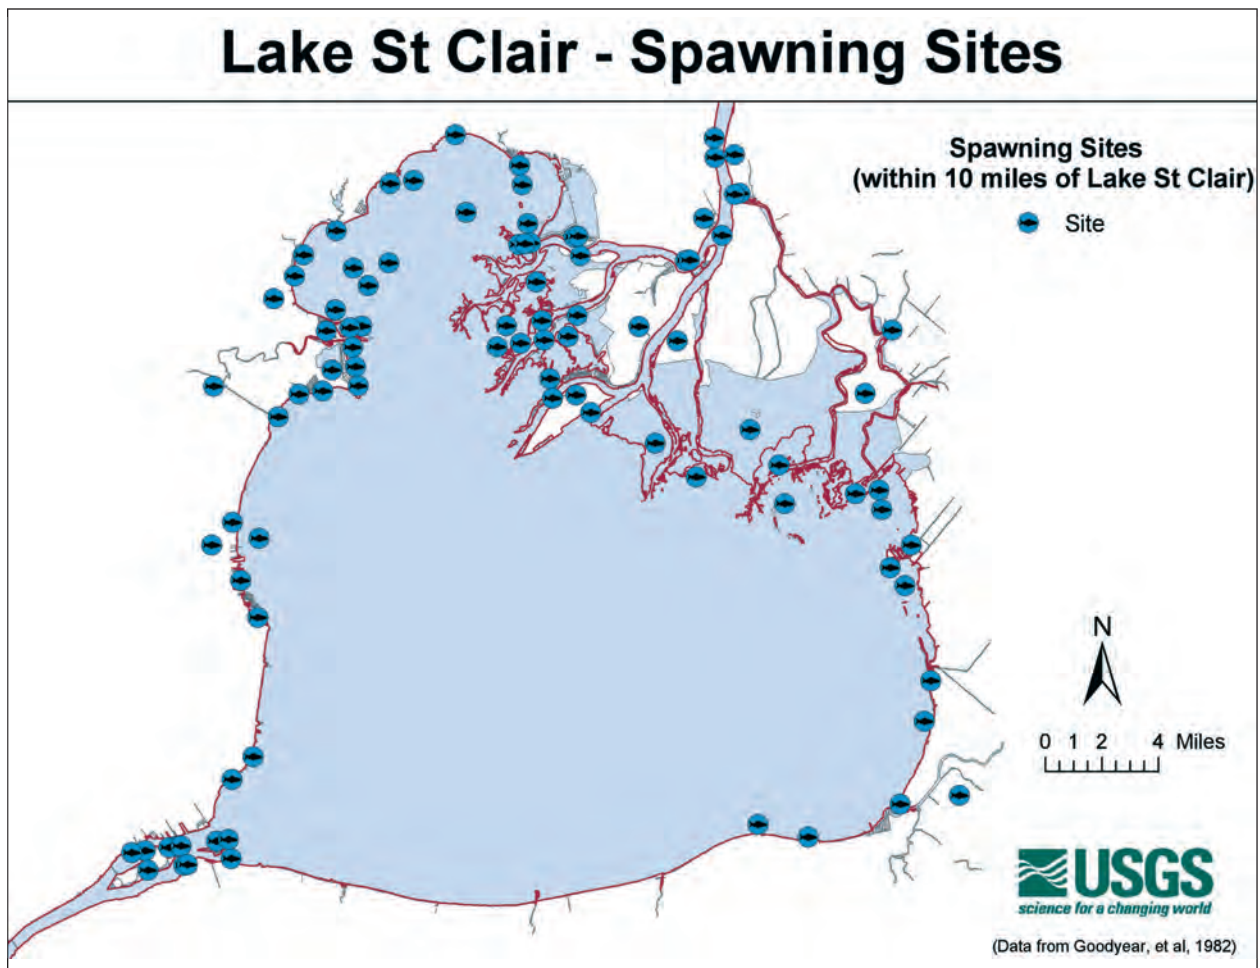 Lake St Clair - Spawning Sites
Spawning Sites
(within 10 miles of Lake St Clair)
Site
N
0 1 2 4 Miles
USGS
science for a changing world
(Data from Goodyear, et al, 1982)